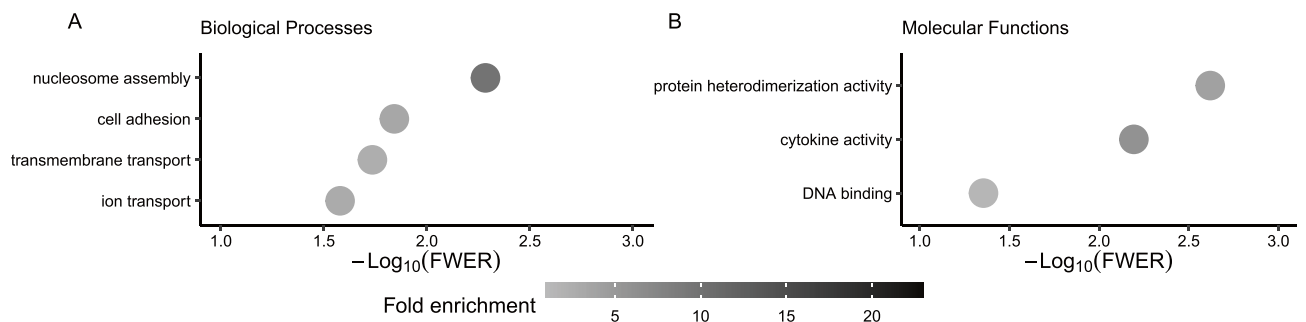 A
Biological Processes
nucleosome assembly
cell adhesion
transmembrane transport
ion transport
1.0 1.5 2.0 2.5 3.0
−Log10(FWER)
B
Molecular Functions
protein heterodimerization activity
cytokine activity
DNA binding
1.0 1.5 2.0 2.5 3.0
−Log10(FWER)
Fold enrichment
5 10 15 20